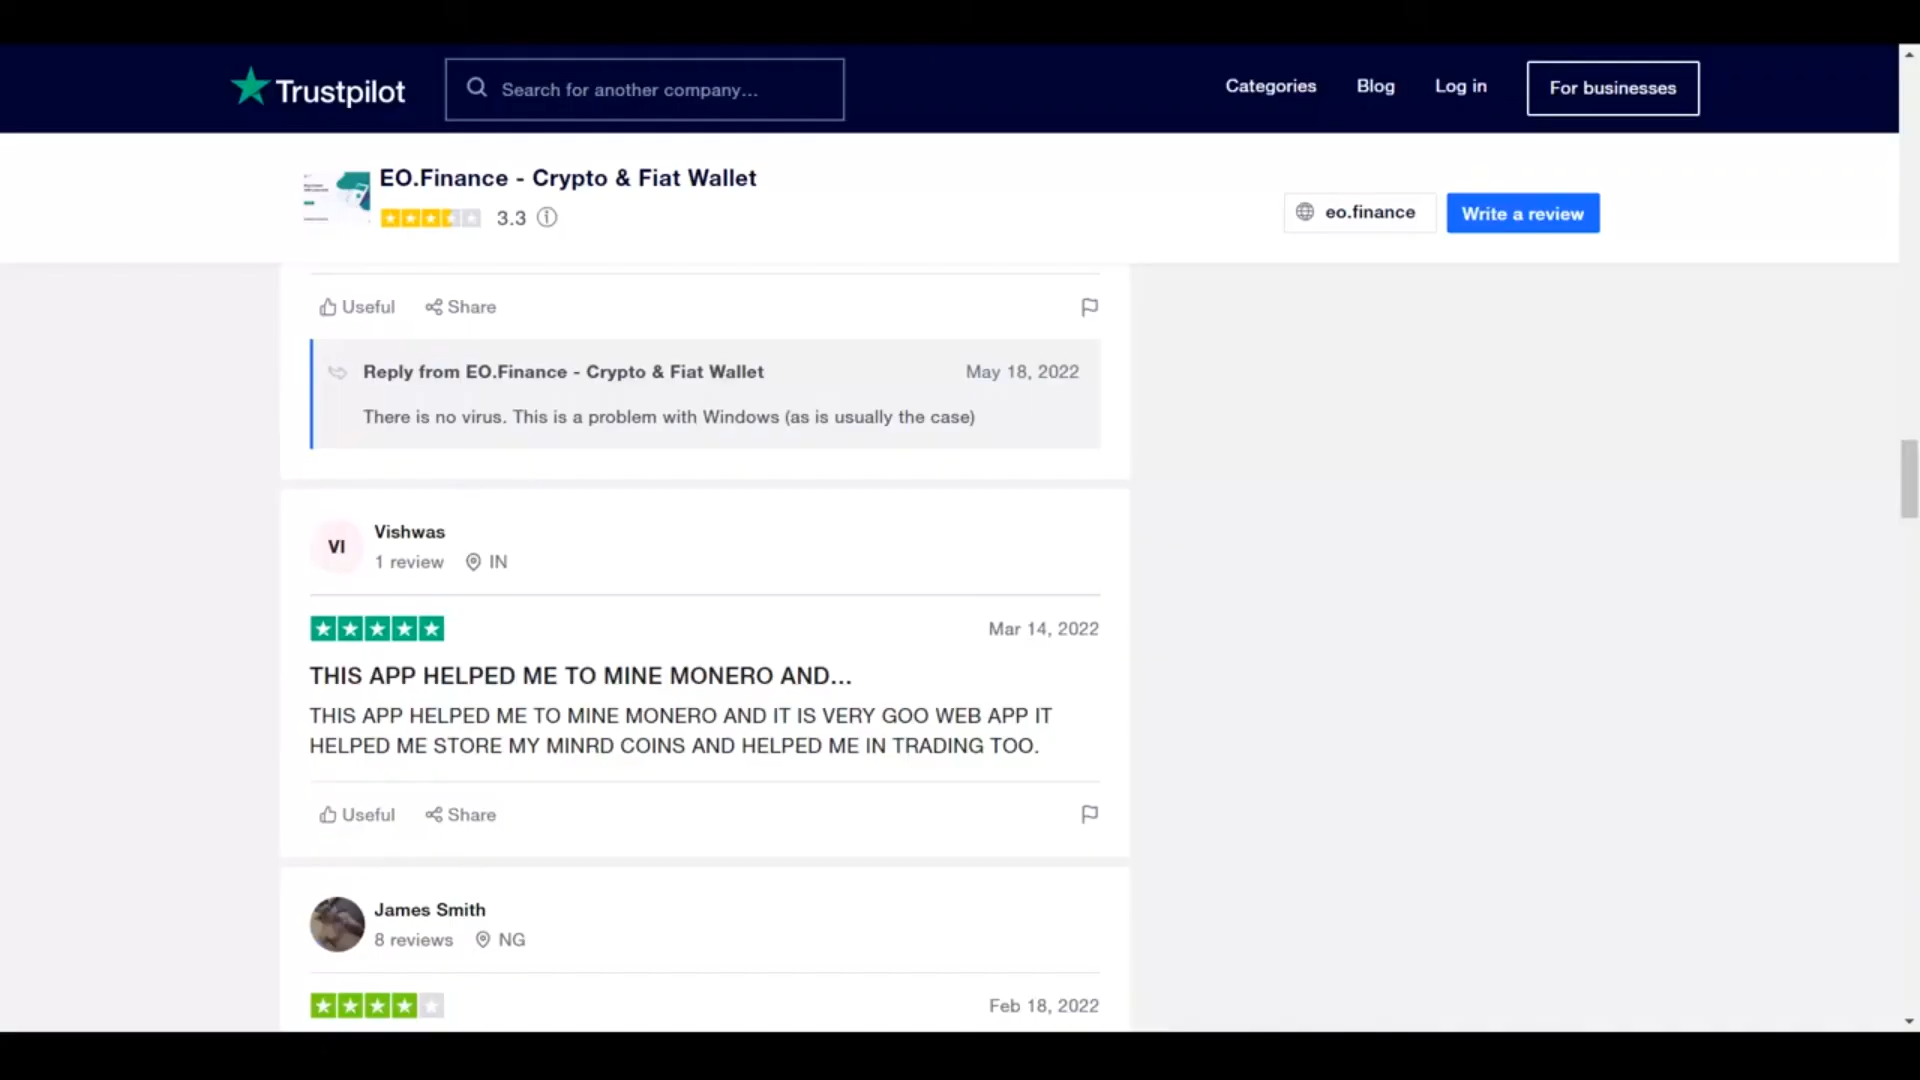 Trustpilot
Search for another company...
Categories
Blog
Log in
For businesses
EO.Finance - Crypto & Fiat Wallet
3.3
eo.finance
Write a review
Useful
Share
Reply from EO.Finance - Crypto & Fiat Wallet
May 18, 2022
There is no virus. This is a problem with Windows (as is usually the case)
VI
Vishwas
1 review
IN
Mar 14, 2022
THIS APP HELPED ME TO MINE MONERO AND...
THIS APP HELPED ME TO MINE MONERO AND IT IS VERY GOO WEB APP IT
HELPED ME STORE MY MINRD COINS AND HELPED ME IN TRADING TOO.
Useful
Share
James Smith
8 reviews
NG
Feb 18, 2022